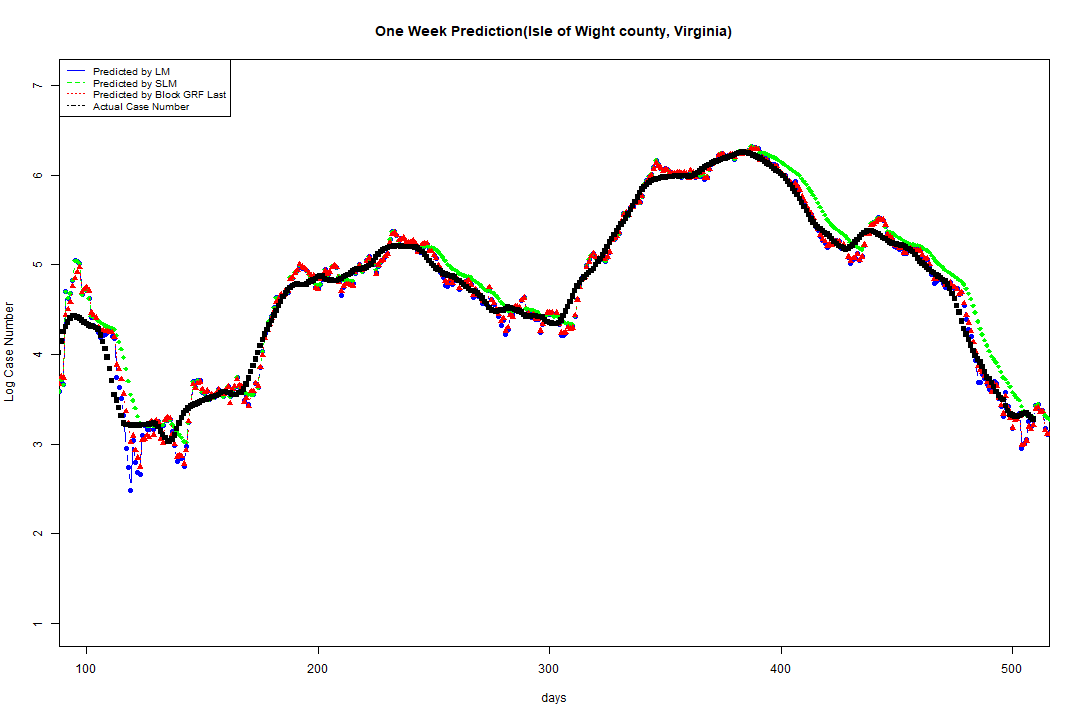 One Week Prediction(Isle of Wight county, Virginia)
Predicted by LM
Predicted by SLM
Predicted by Block GRF Last
Actual Case Number
7
6
5
4
3
2
1
Log Case Number
100 200 300 400 500
days